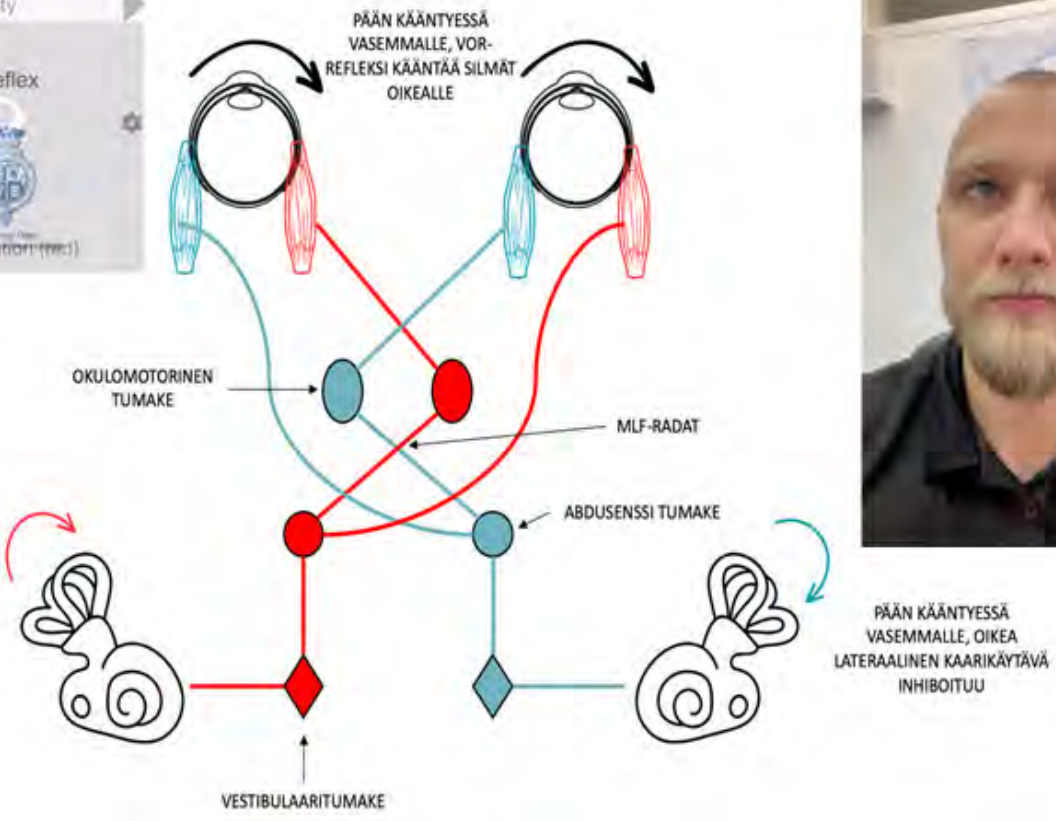 eflex
PÄÄN KÄÄNTYESSÄ
VASEMMALLE, VOR-
REFLEKSI KÄÄNTÄÄ SILMÄT
OIKEALLE
OKULOMOTORINEN
TUMAKE
MLF-RADAT
ABDUSENSSI TUMAKE
PÄÄN KÄÄNTYESSÄ
VASEMMALLE, OIKEA
LATERAALINEN KAARIKÄYTÄVÄ
INHIBOITUU
VESTIBULAARITUMAKE